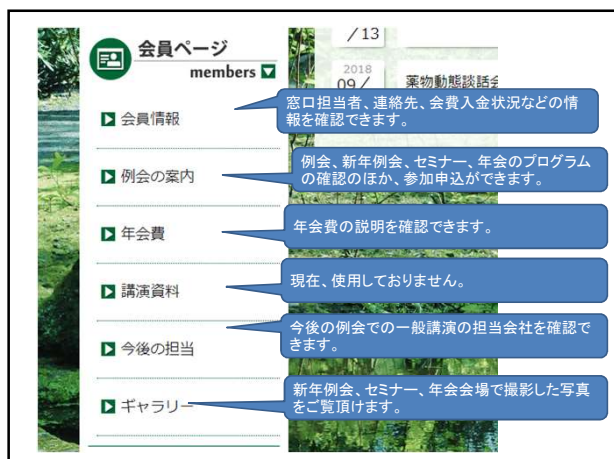 会員ページ
members
/13
2018
09/
薬物動態談話会
会員情報
窓口担当者、連絡先、会費入金状況などの情
報を確認できます。
例会の案内
例会、新年例会、セミナー、年会のプログラム
の確認のほか、参加申込ができます。
年会費
年会費の説明を確認できます。
講演資料
現在、使用しておりません。
今後の担当
今後の例会での一般講演の担当会社を確認で
きます。
ギャラリー
新年例会、セミナー、年会会場で撮影した写真
をご覧頂けます。